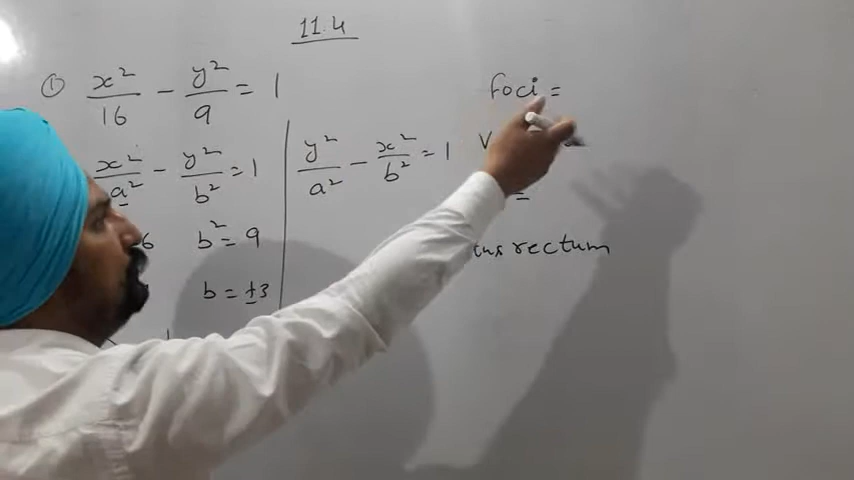 11.4
① x²/16 - y²/9 = 1
x²/a² - y²/b² = 1
b² = 9
b = ±3
y²/a² - x²/b² = 1
foci =
=
rectum